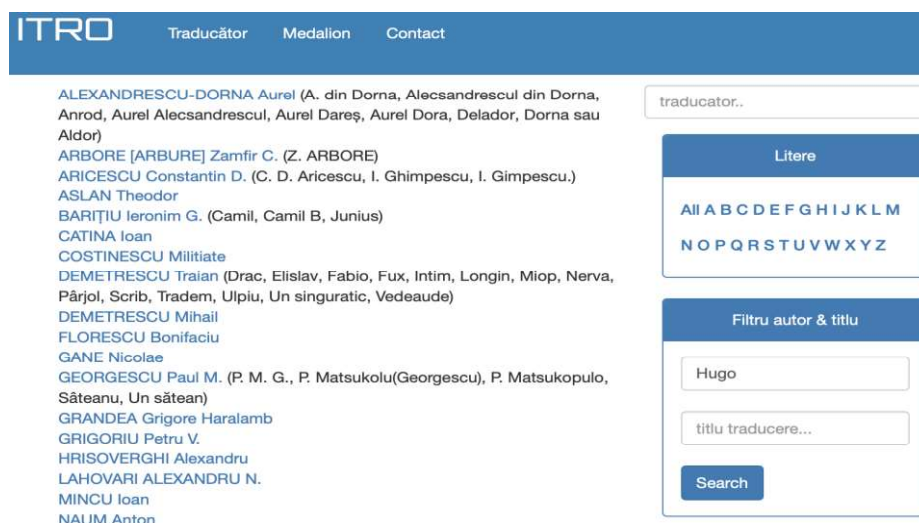 ITRO
Traducător Medalion Contact
ALEXANDRESCU-DORNA Aurel (A. din Dorna, Alecsandrescul din Dorna,
Anrod, Aurel Alecsandrescul, Aurel Dareș, Aurel Dora, Delador, Dorna sau
Aldor)
ARBORE [ARBURE] Zamfir C. (Z. ARBORE)
ARICESCU Constantin D. (C. D. Aricescu, I. Ghimpescu, I. Gimpescu.)
ASLAN Theodor
BARIȚIU Ieronim G. (Camil, Camil B, Junius)
CATINA Ioan
COSTINESCU Militiate
DEMETRESCU Traian (Drac, Elislav, Fabio, Fux, Intim, Longin, Miop, Nerva,
Pârjol, Scrib, Tradem, Ulpiu, Un singuratic, Vedeaude)
DEMETRESCU Mihail
FLORESCU Bonifaciu
GANE Nicolae
GEORGESCU Paul M. (P. M. G., P. Matsukolu(Georgescu), P. Matsukopulo,
Sâteanu, Un sătean)
GRANDEA Grigore Haralamb
GRIGORIU Petru V.
HRISOVERGHI Alexandru
LAHOVARI ALEXANDRU N.
MINCU Ioan
NAUM Anton
traducator..
Litere
All A B C D E F G H I J K L M
N O P Q R S T U V W X Y Z
Filtru autor & titlu
Hugo
titlu traducere...
Search